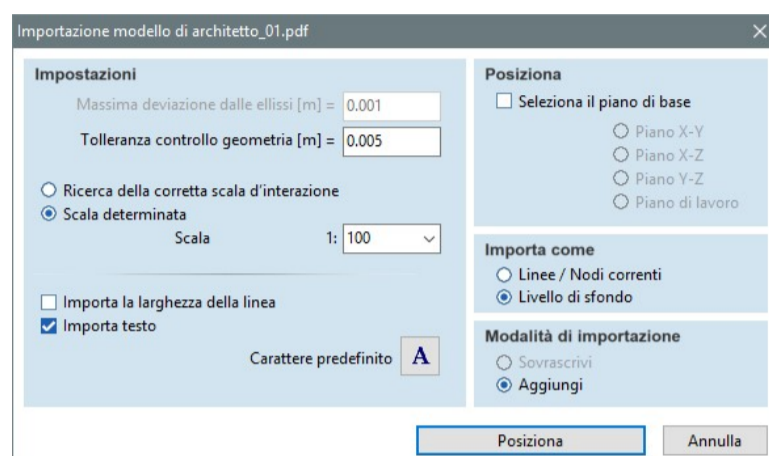 Importazione modello di architetto_01.pdf
Impostazioni
Massima deviazione dalle ellissi [m] = 0.001
Tolleranza controllo geometria [m] = 0.005
Ricerca della corretta scala d'interazione
Scala determinata
Scala 1: 100
Importa la larghezza della linea
Importa testo
Carattere predefinito A
Posiziona
Seleziona il piano di base
Piano X-Y
Piano X-Z
Piano Y-Z
Piano di lavoro
Importa come
Linee / Nodi correnti
Livello di sfondo
Modalità di importazione
Sovrascrivi
Aggiungi
Posiziona Annulla